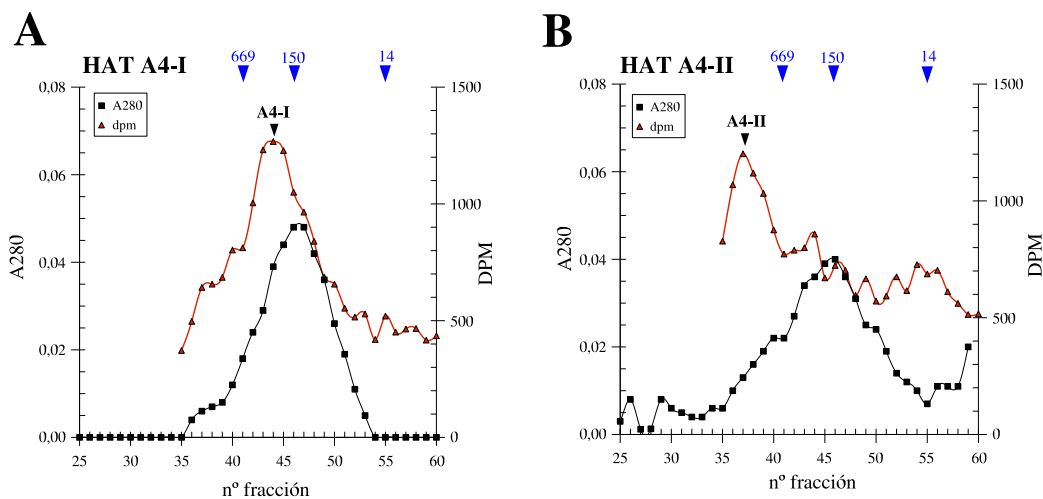 A
HAT A4-I
669
150
14
A280
dpm
A4-I
0,08
0,06
0,04
0,02
0,00
A280
1500
1000
500
0
DPM
25
30
35
40
45
50
55
60
nº fracción
B
HAT A4-II
669
150
14
A280
dpm
A4-II
0,08
0,06
0,04
0,02
0,00
A280
1500
1000
500
0
DPM
25
30
35
40
45
50
55
60
nº fracción